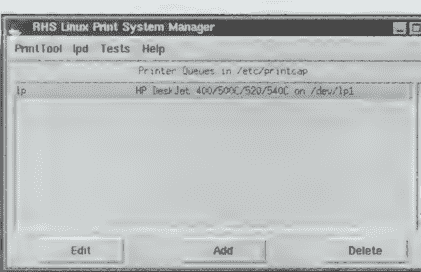 RHS Linux Print System Manager
PrintTool lpd Tests Help
Printer Queues in /etc/printcap
lp HP DeskJet 400/500C/520/540C on /dev/lp1
Edit Add Delete